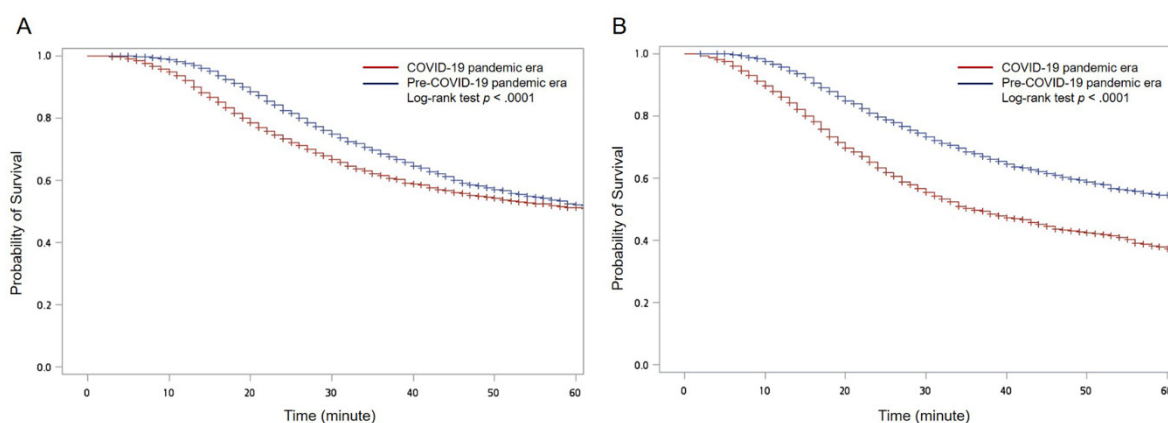 A
Probability of Survival
1.0
0.8
0.6
0.4
0.2
0.0
COVID-19 pandemic era
Pre-COVID-19 pandemic era
Log-rank test p < .0001
0 10 20 30 40 50 60
Time (minute)
B
Probability of Survival
1.0
0.8
0.6
0.4
0.2
0.0
COVID-19 pandemic era
Pre-COVID-19 pandemic era
Log-rank test p < .0001
0 10 20 30 40 50 60
Time (minute)